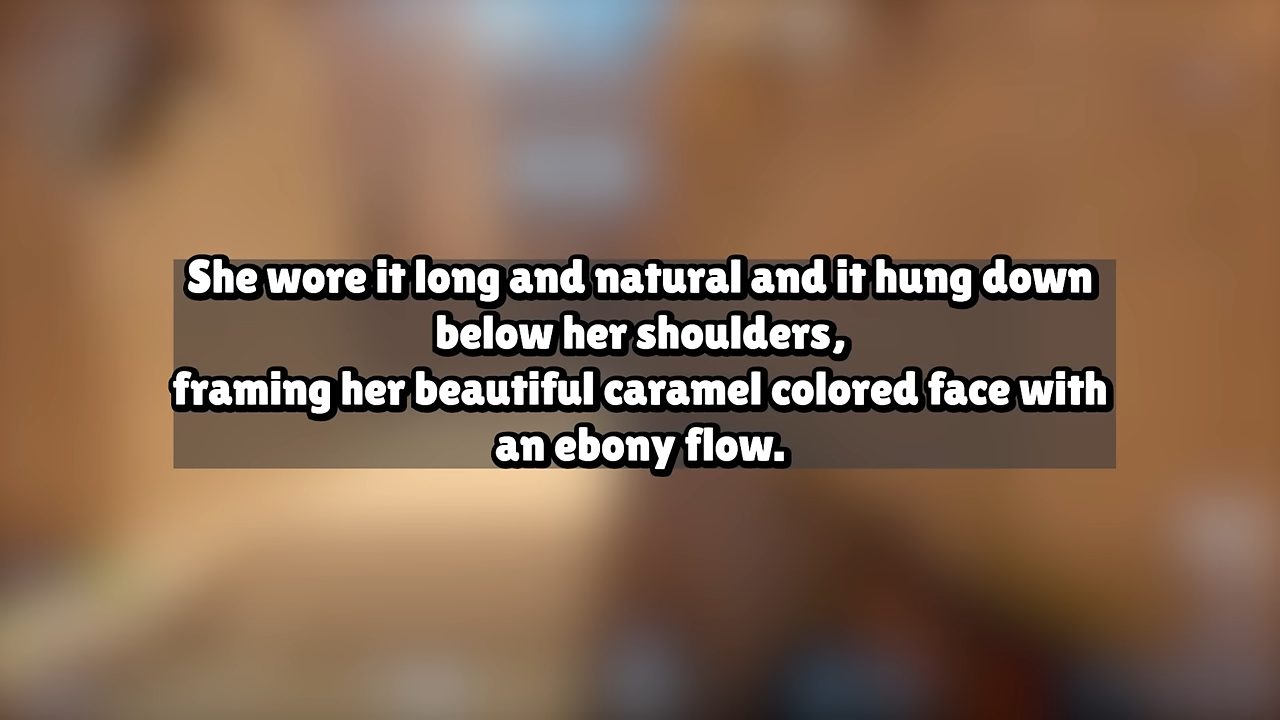 She wore it long and natural and it hung down
below her shoulders,
framing her beautiful caramel colored face with
an ebony flow.